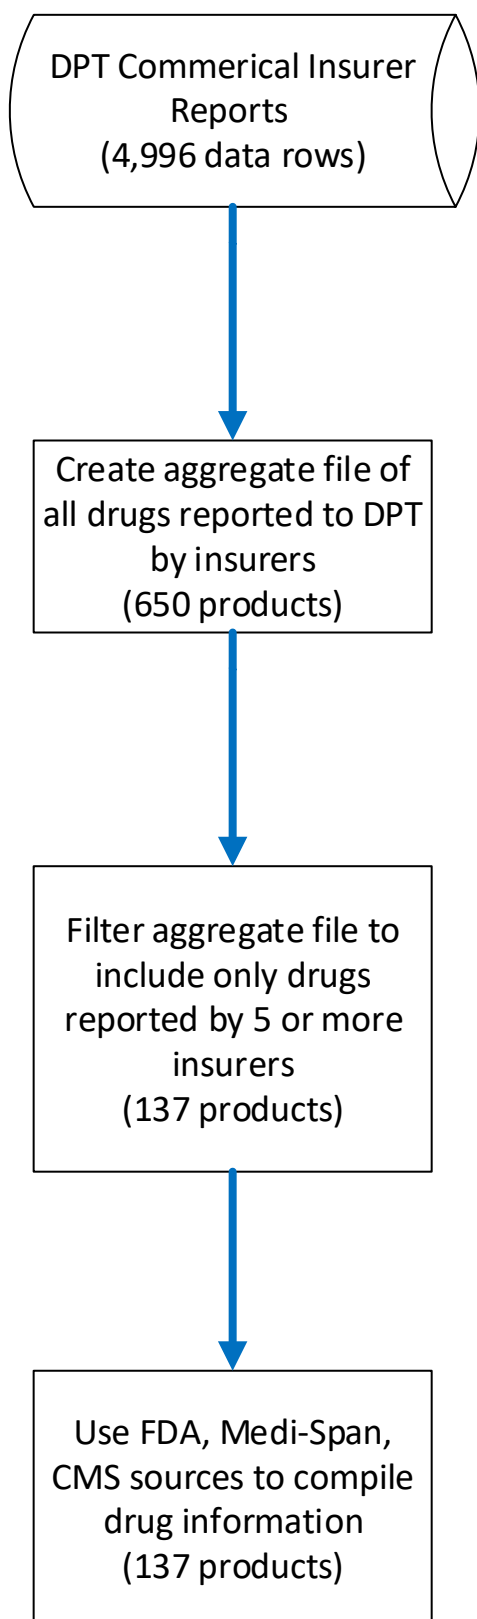 DPT Commerical Insurer
Reports
(4,996 data rows)
Create aggregate file of
all drugs reported to DPT
by insurers
(650 products)
Filter aggregate file to
include only drugs
reported by 5 or more
insurers
(137 products)
Use FDA, Medi-Span,
CMS sources to compile
drug information
(137 products)